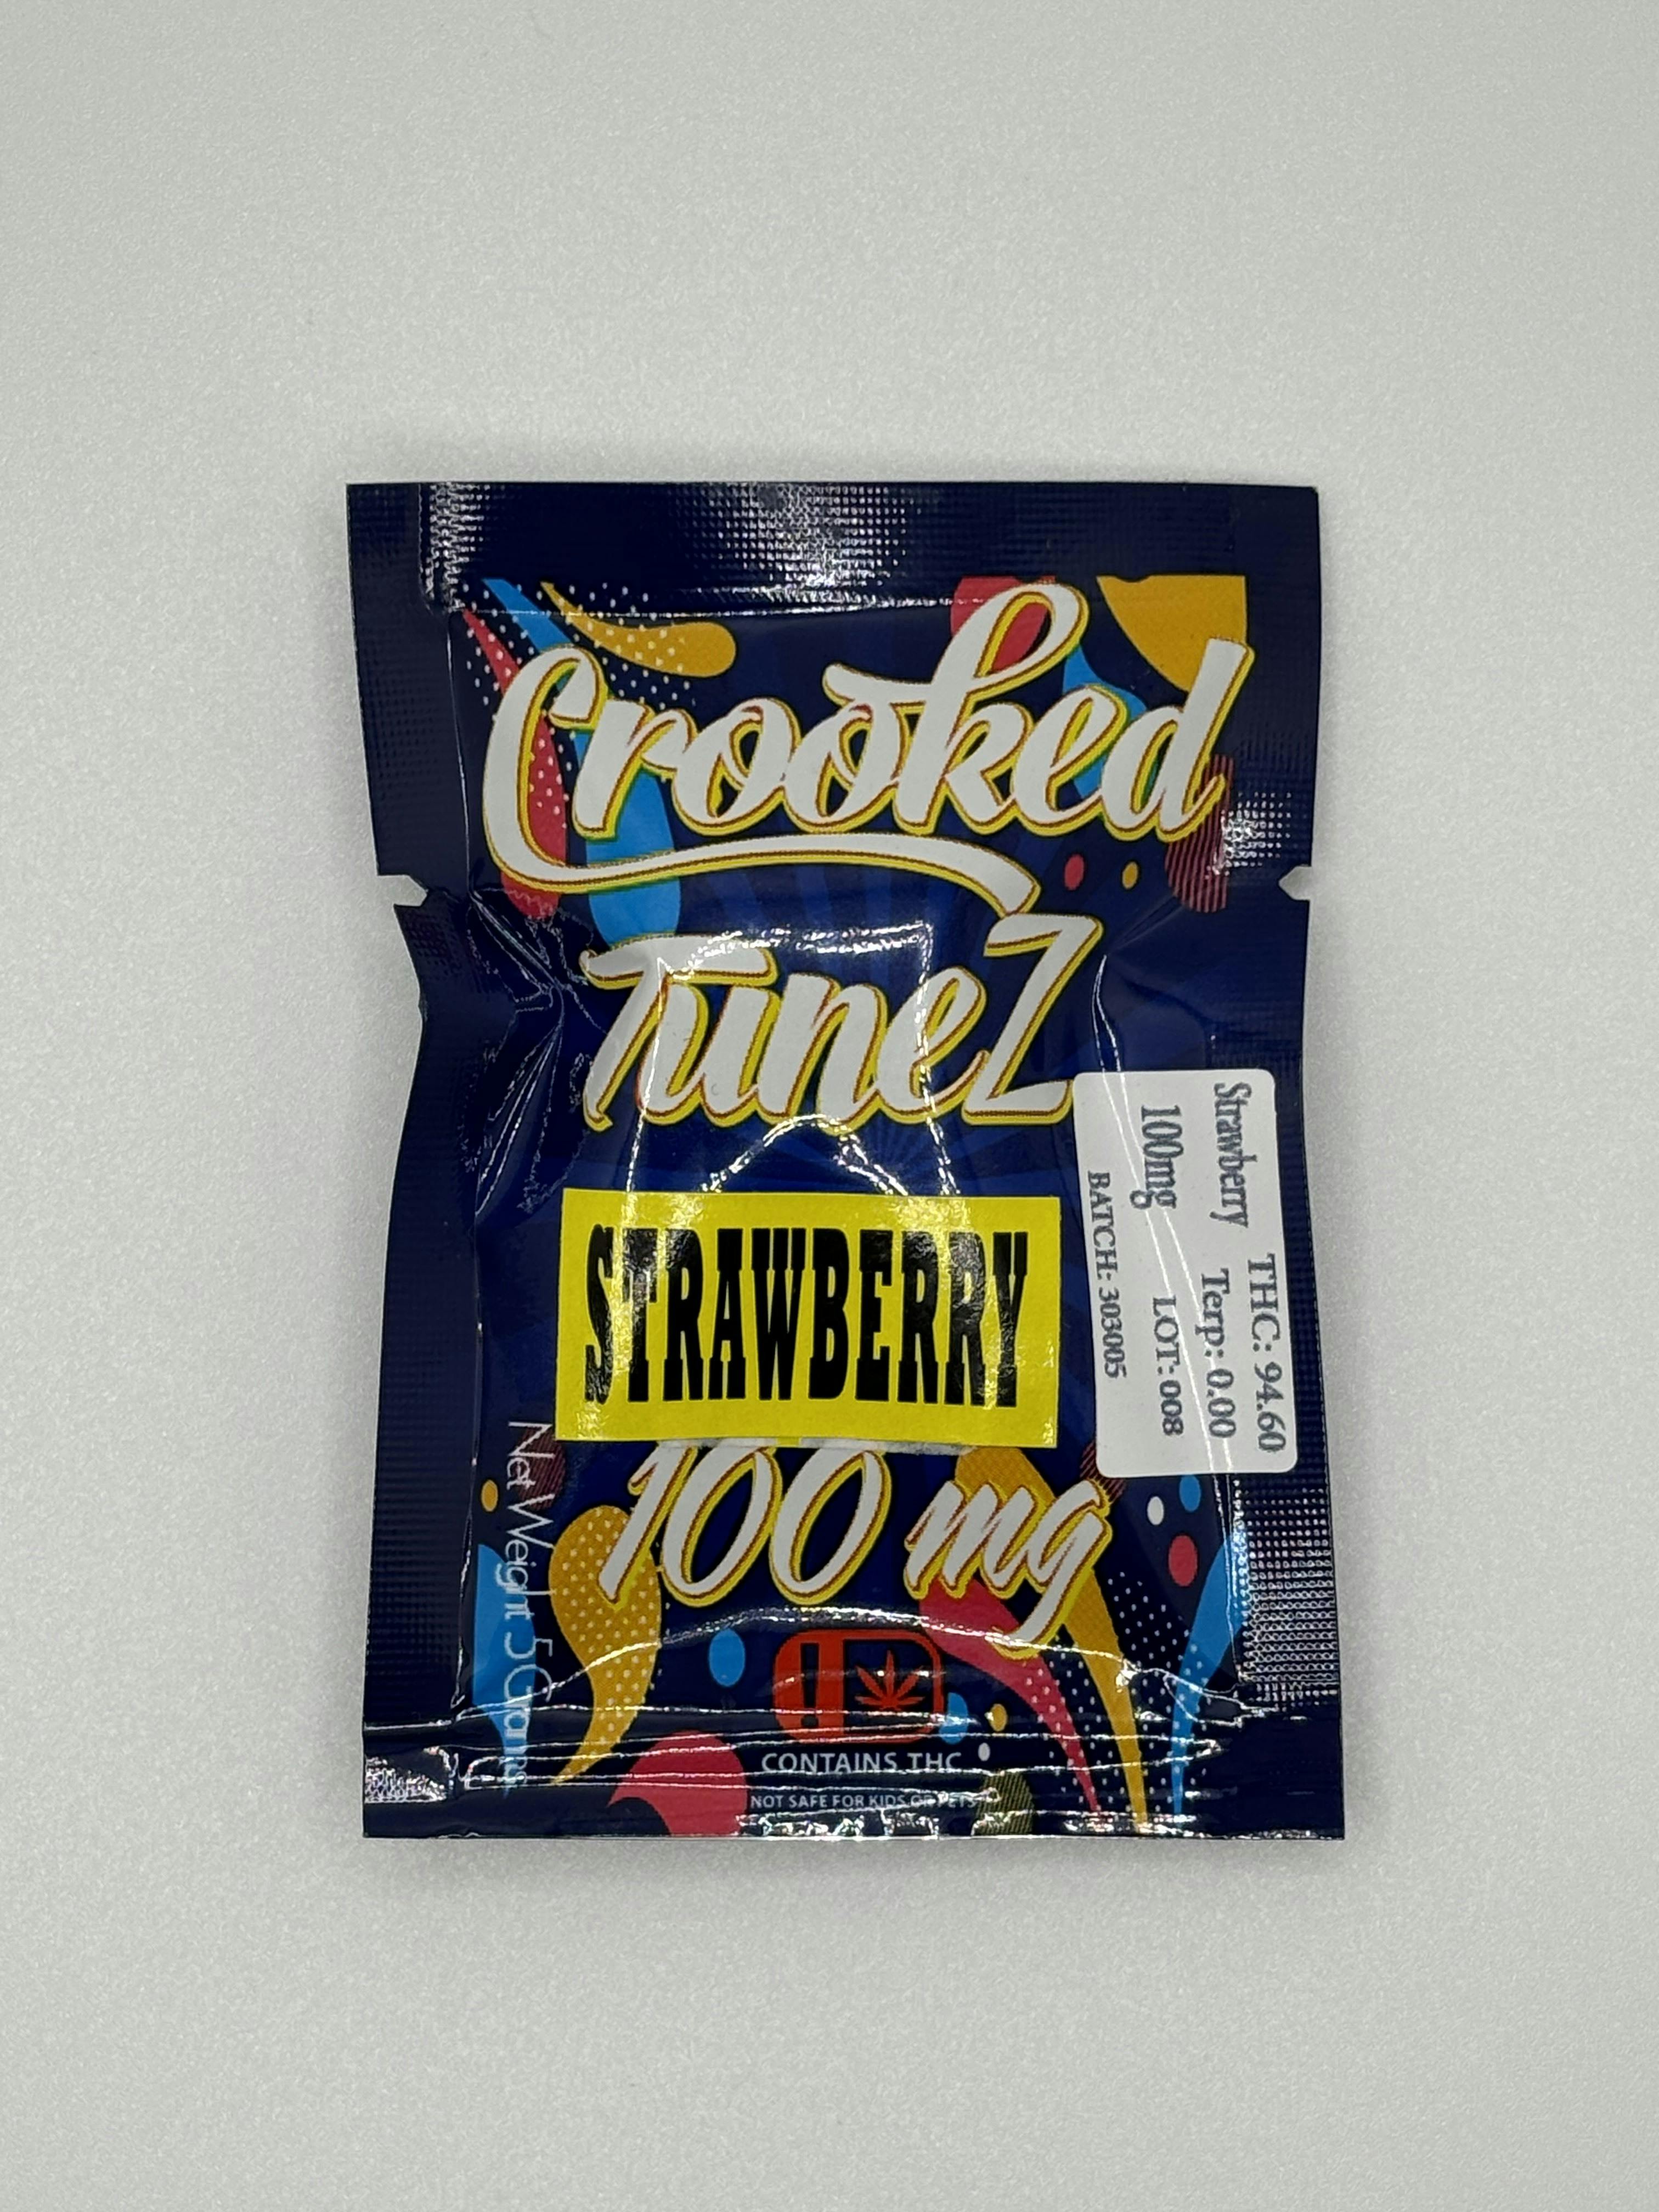 Crooked
TuneZ
STRAWBERRY
100 mg
Strawberry THC: 94.60
Terp: 0.00
100mg LOT: 008
BATCH: 303005
Net Weight 5 Grams
CONTAINS THC
NOT SAFE FOR KIDS OR PETS